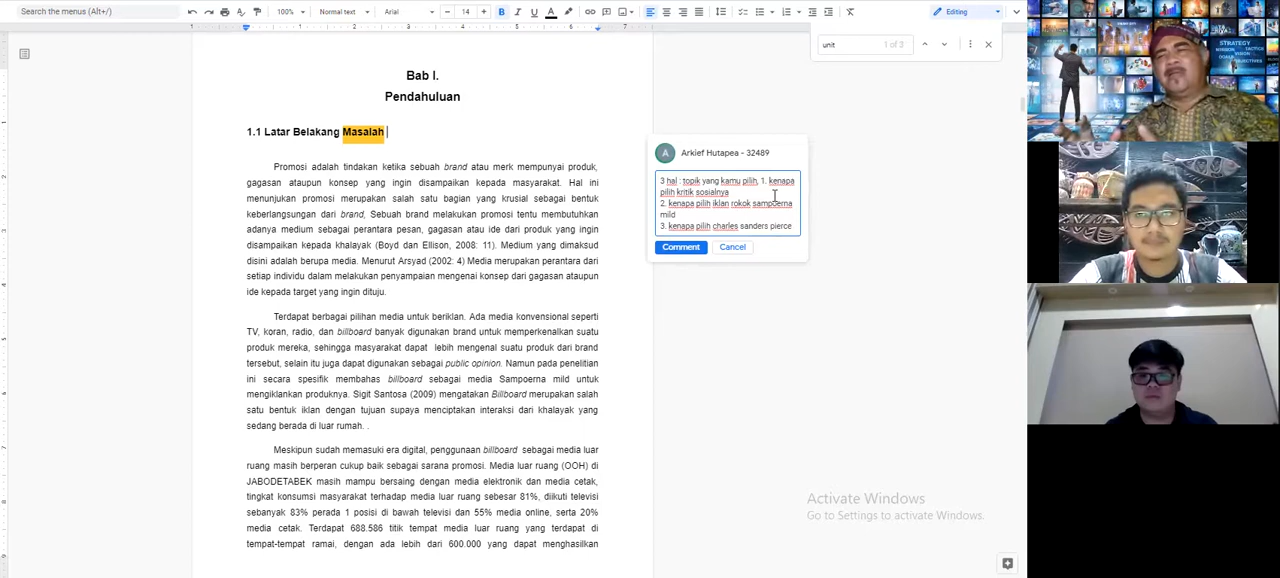 Search the menus (Alt+/)
100%
Normal text
Arial
14
B
I
U
A
Editing
unit
1 of 3
Bab I.
Pendahuluan
1.1 Latar Belakang Masalah
Promosi adalah tindakan ketika sebuah brand atau merk mempunyai produk,
gagasan ataupun konsep yang ingin disampaikan kepada masyarakat. Hal ini
menunjukan promosi merupakan salah satu bagian yang krusial sebagai bentuk
keberlangsungan dari brand, Sebuah brand melakukan promosi tentu membutuhkan
adanya medium sebagai perantara pesan, gagasan atau ide dari produk yang ingin
disampaikan kepada khalayak (Boyd dan Ellison, 2008: 11). Medium yang dimaksud
disini adalah berupa media. Menurut Arsyad (2002: 4) Media merupakan perantara dari
setiap individu dalam melakukan penyampaian mengenai konsep dari gagasan ataupun
ide kepada target yang ingin dituju.
Terdapat berbagai pilihan media untuk beriklan. Ada media konvensional seperti
TV, koran, radio, dan billboard banyak digunakan brand untuk memperkenalkan suatu
produk mereka, sehingga masyarakat dapat lebih mengenal suatu produk dari brand
tersebut, selain itu juga dapat digunakan sebagai public opinion. Namun pada penelitian
ini secara spesifik membahas billboard sebagai media Sampoerna mild untuk
mengiklankan produknya. Sigit Santosa (2009) mengatakan Billboard merupakan salah
satu bentuk iklan dengan tujuan supaya menciptakan interaksi dari khalayak yang
sedang berada di luar rumah. .
Meskipun sudah memasuki era digital, penggunaan billboard sebagai media luar
ruang masih berperan cukup baik sebagai sarana promosi. Media luar ruang (OOH) di
JABODETABEK masih mampu bersaing dengan media elektronik dan media cetak,
tingkat konsumsi masyarakat terhadap media luar ruang sebesar 81%, diikuti televisi
sebanyak 83% perada 1 posisi di bawah televisi dan 55% media online, serta 20%
media cetak. Terdapat 688.586 titik tempat media luar ruang yang terdapat di
tempat-tempat ramai, dengan ada lebih dari 600.000 yang dapat menghasilkan
A
Arkief Hutapea - 32489
3 hal : topik yang kamu pilih, 1. kenapa
pilih kritik sosialnya
2. kenapa pilih iklan rokok sampoerna
mild
3. kenapa pilih charles sanders pierce
Comment
Cancel
Activate Windows
Go to Settings to activate Windows.
STRATEGY